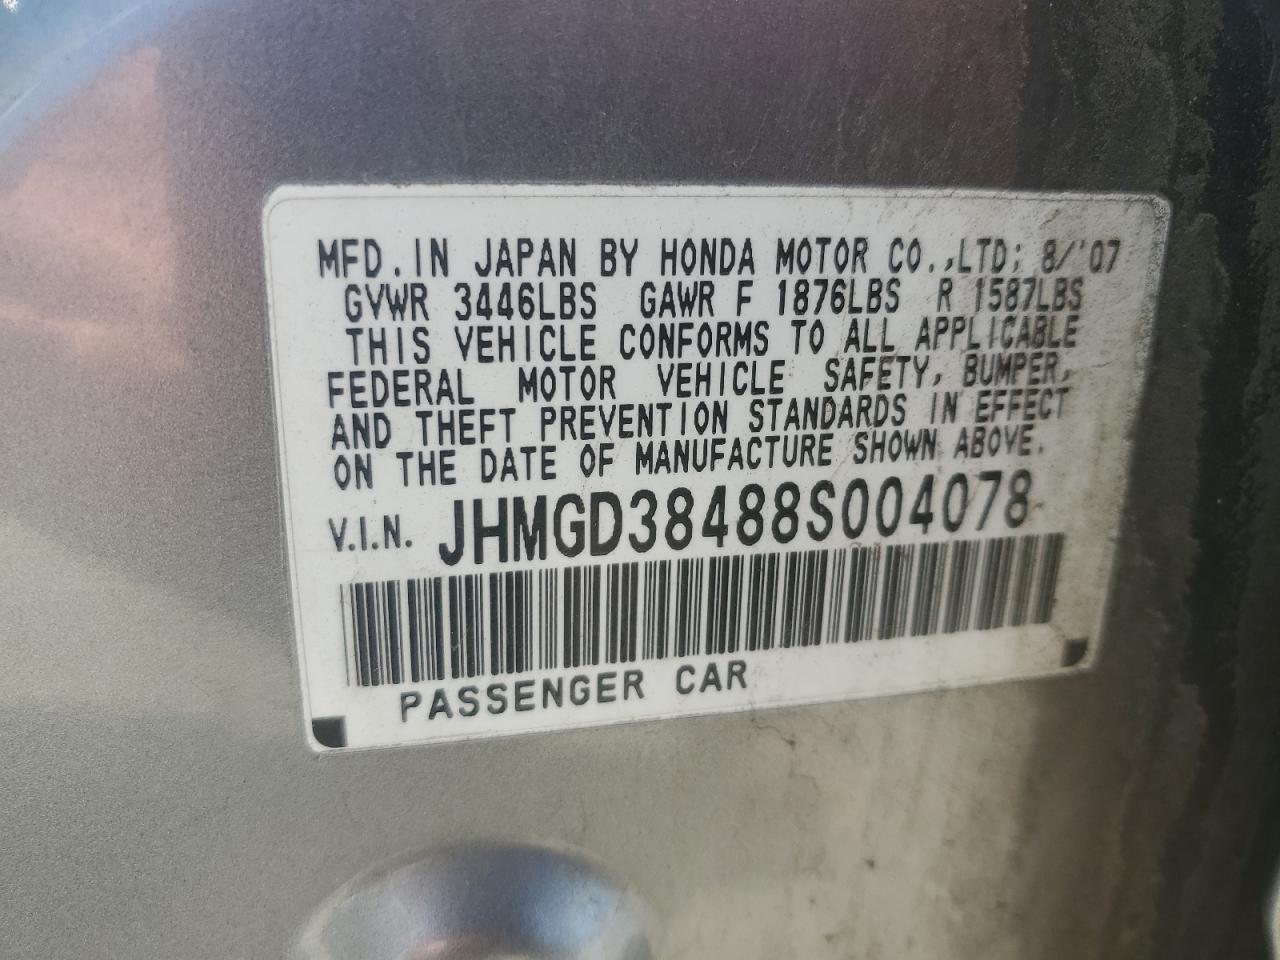 MFD. IN JAPAN BY HONDA MOTOR CO.,LTD; 8/'07
GVWR 3446LBS GAWR F 1876LBS R 1587LBS
THIS VEHICLE CONFORMS TO ALL APPLICABLE
FEDERAL MOTOR VEHICLE SAFETY, BUMPER,
AND THEFT PREVENTION STANDARDS IN EFFECT
ON THE DATE OF MANUFACTURE SHOWN ABOVE.
V.I.N. JHMGD38488S004078
PASSENGER CAR